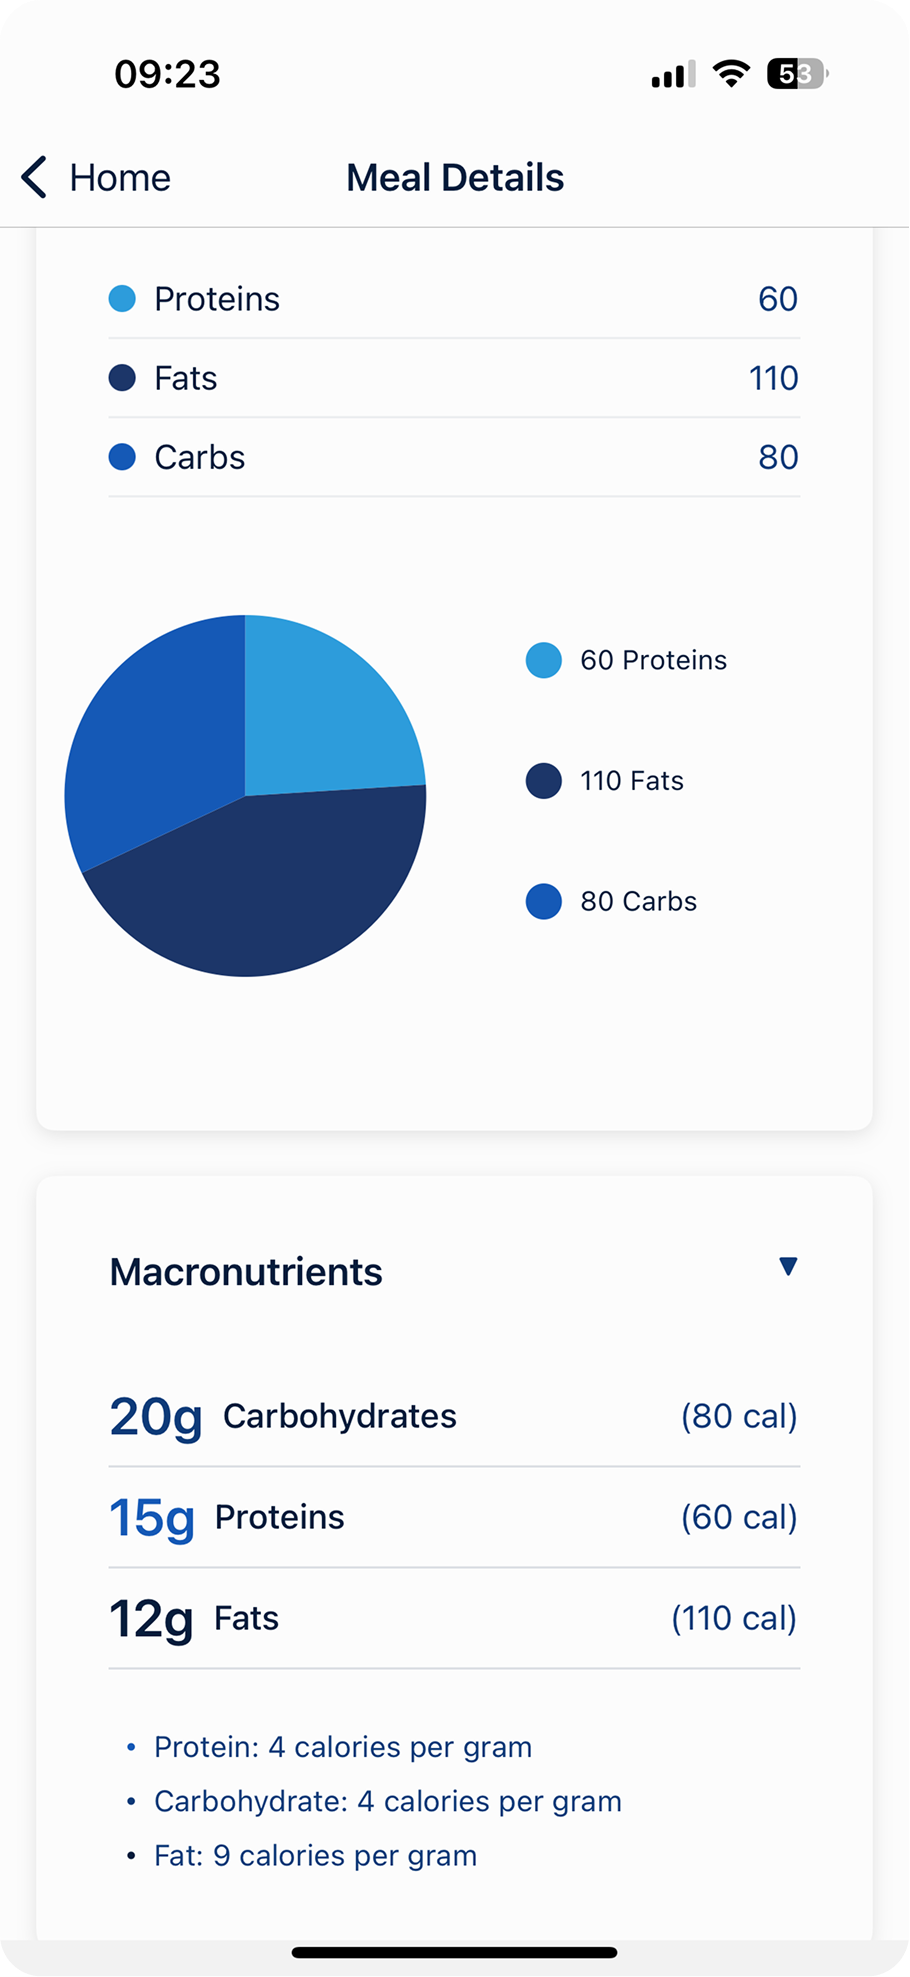 09:23
53
Home
Meal Details
Proteins 60
Fats 110
Carbs 80
60 Proteins
110 Fats
80 Carbs
Macronutrients
20g Carbohydrates (80 cal)
15g Proteins (60 cal)
12g Fats (110 cal)
• Protein: 4 calories per gram
• Carbohydrate: 4 calories per gram
• Fat: 9 calories per gram